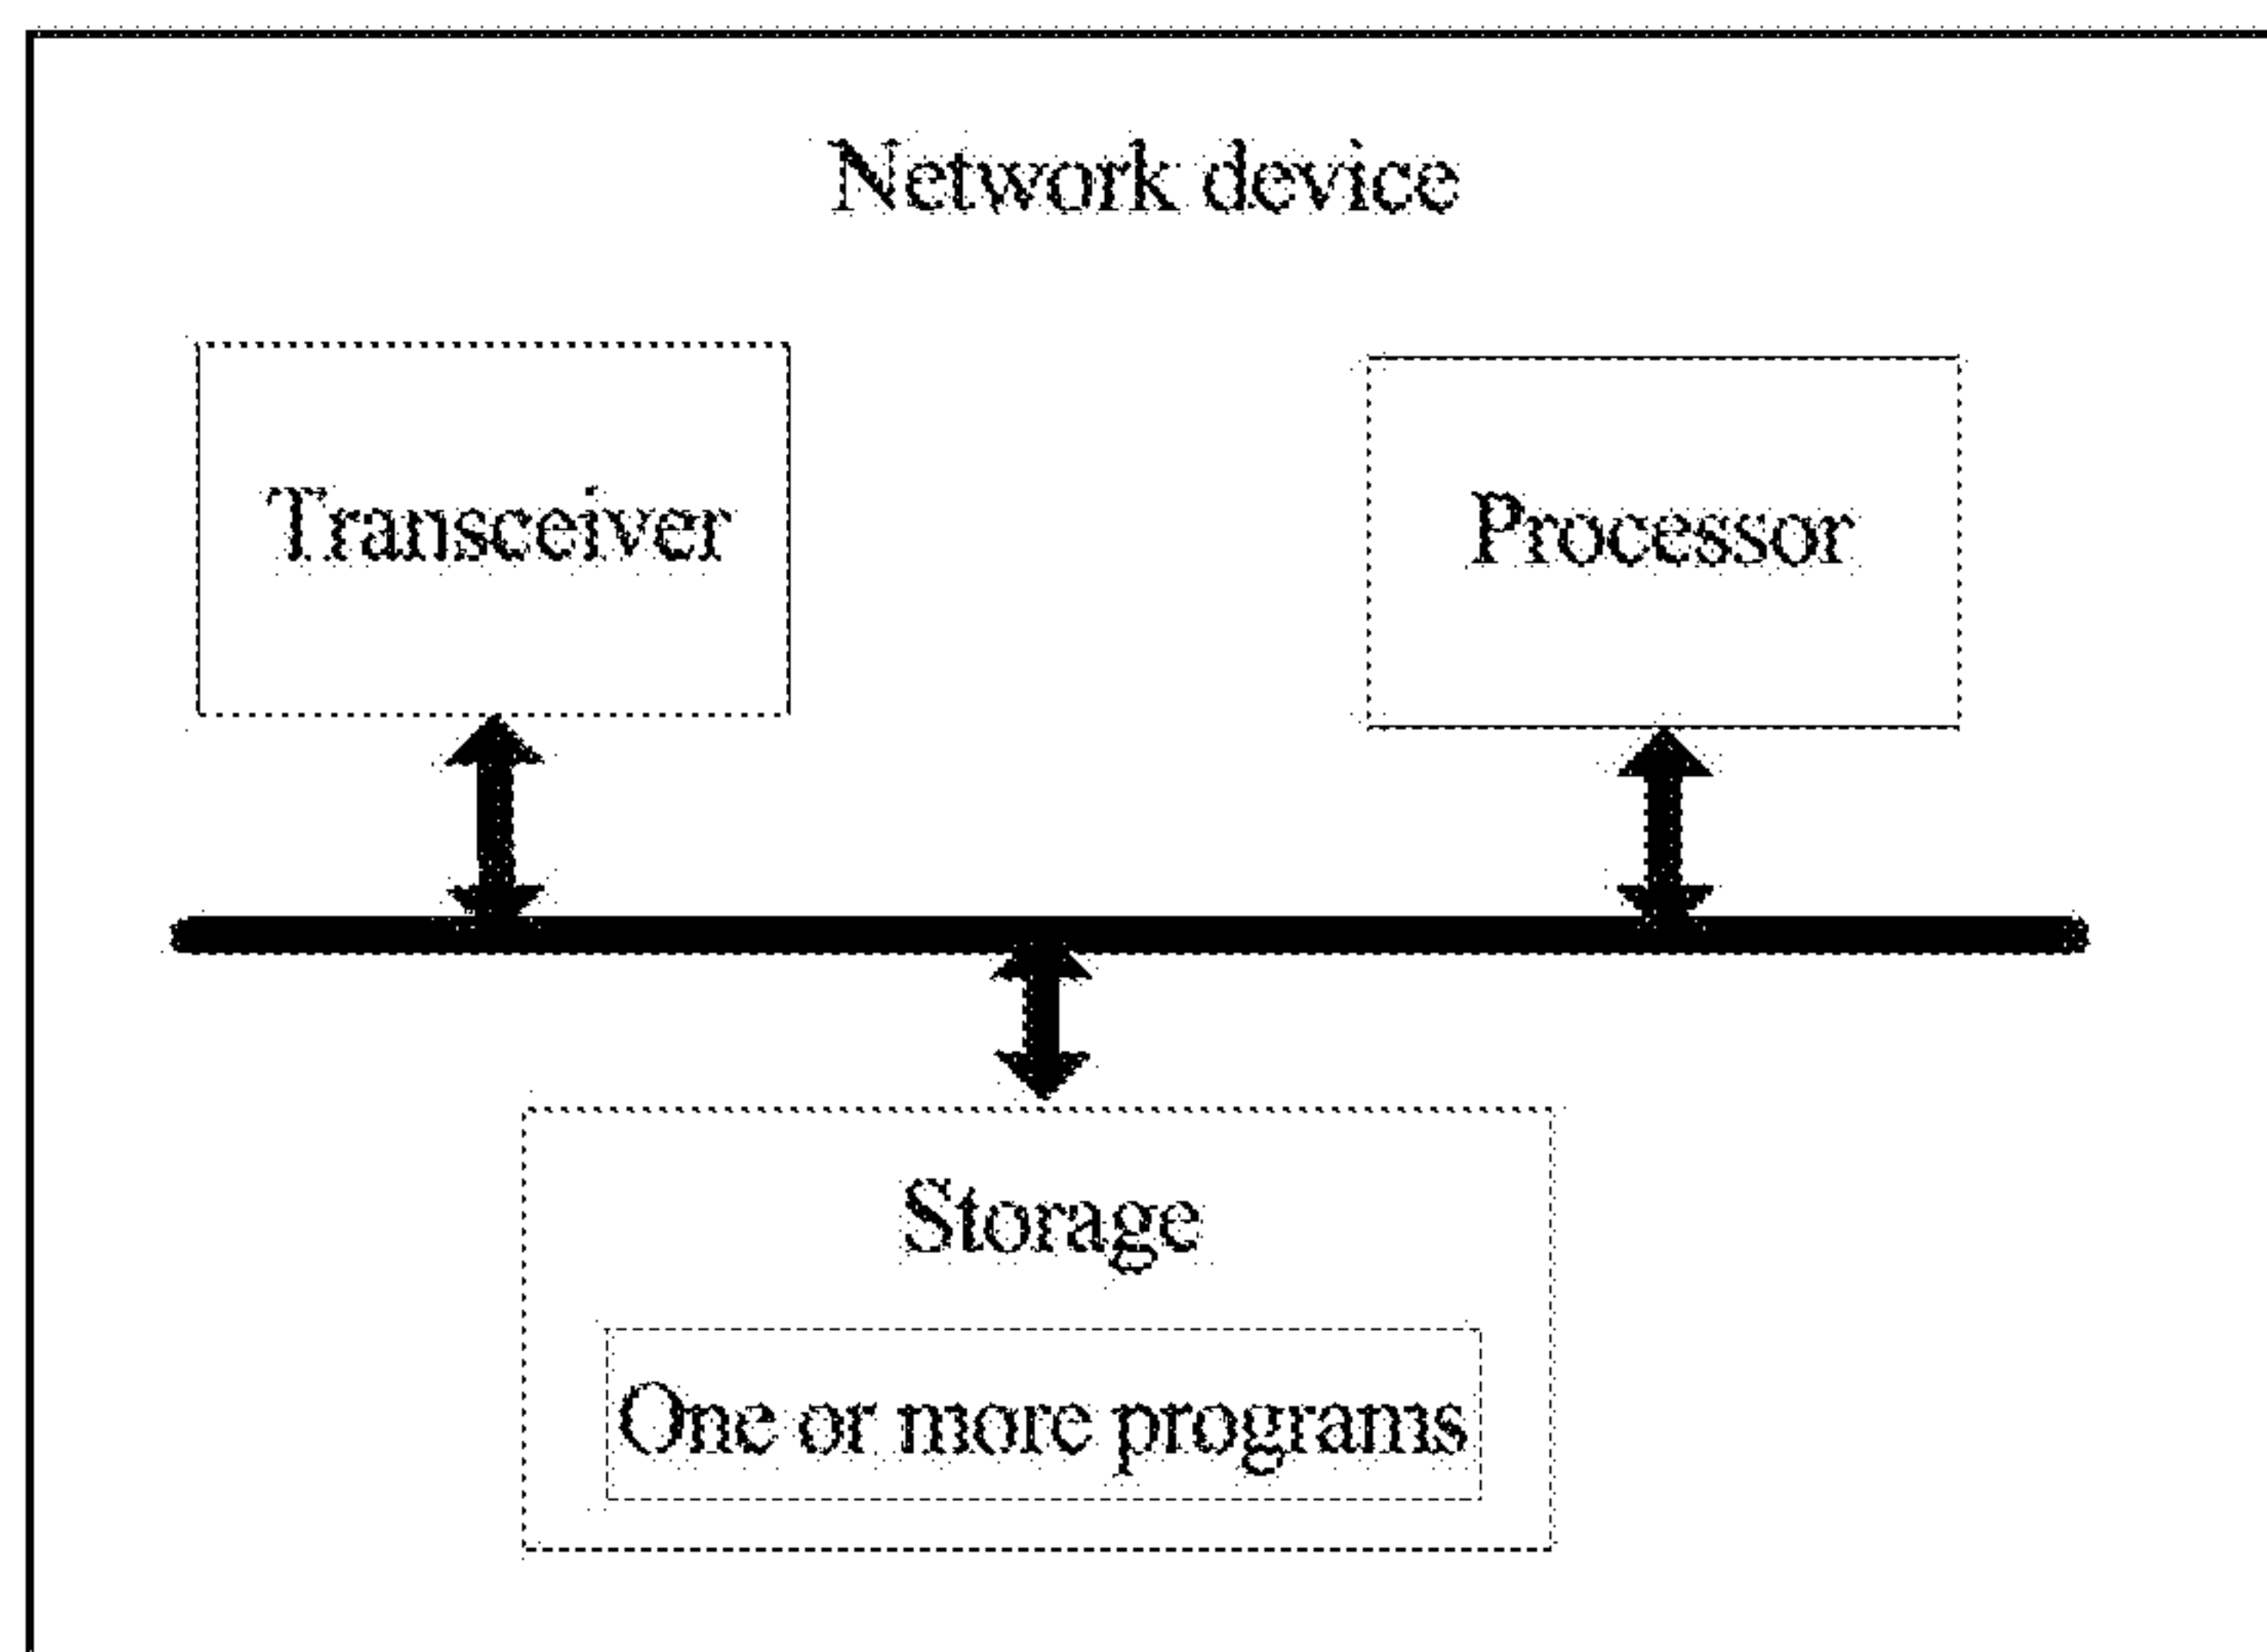 Network device
Transceiver
Processor
Storage
One or more programs